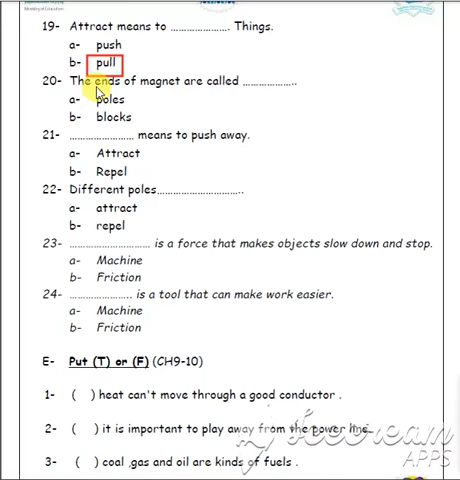 Ministry of Education
19- Attract means to ........................ Things.
a- push
b- pull
20- The ends of magnet are called ......................
a- poles
b- blocks
21- ........................ means to push away.
a- Attract
b- Repel
22- Different poles..................................
a- attract
b- repel
23- .............................. is a force that makes objects slow down and stop.
a- Machine
b- Friction
24- ........................ is a tool that can make work easier.
a- Machine
b- Friction
E- Put (T) or (F) (CH9-10)
1- ( ) heat can't move through a good conductor .
2- ( ) it is important to play away from the power line
3- ( ) coal ,gas and oil are kinds of fuels .
Icecream
APPS